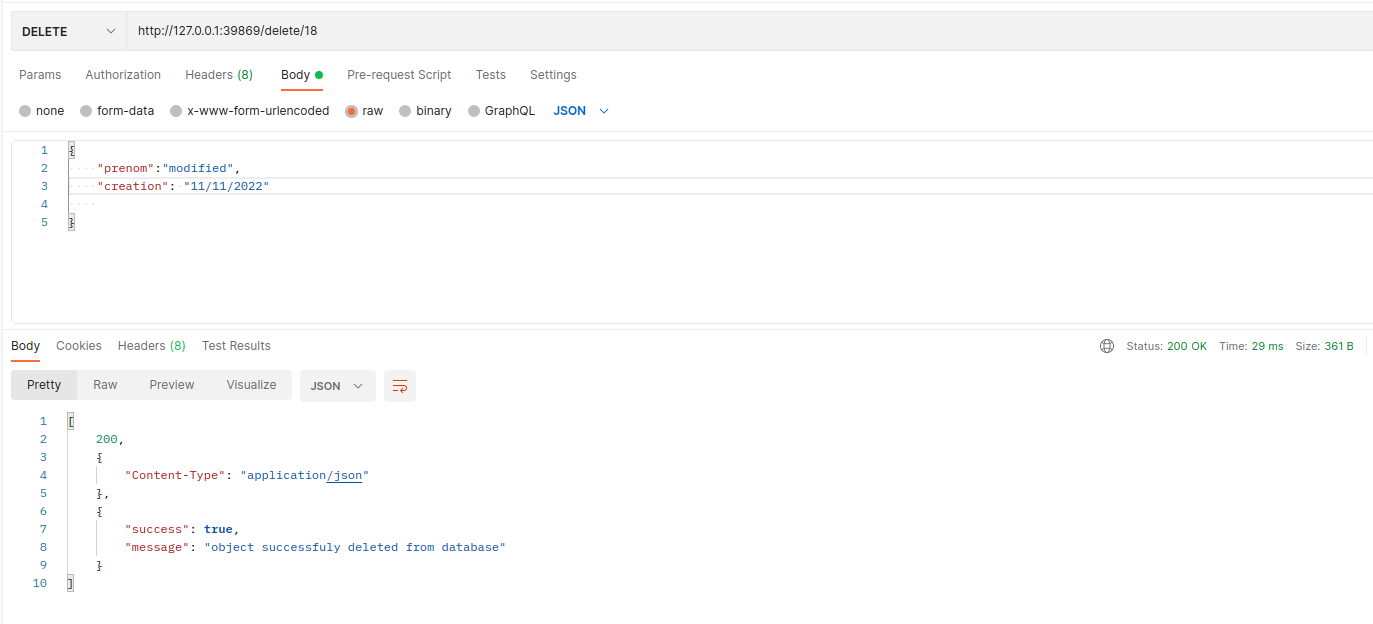 DELETE http://127.0.0.1:39869/delete/18
Params Authorization Headers (8) Body Pre-request Script Tests Settings
none form-data x-www-form-urlencoded raw binary GraphQL JSON
1 {
2 "prenom":"modified",
3 "creation": "11/11/2022"
4
5 }
Body Cookies Headers (8) Test Results Status: 200 OK Time: 29 ms Size: 361 B
Pretty Raw Preview Visualize JSON
1 [
2 200,
3 {
4 "Content-Type": "application/json"
5 },
6 {
7 "success": true,
8 "message": "object successfuly deleted from database"
9 }
10 ]